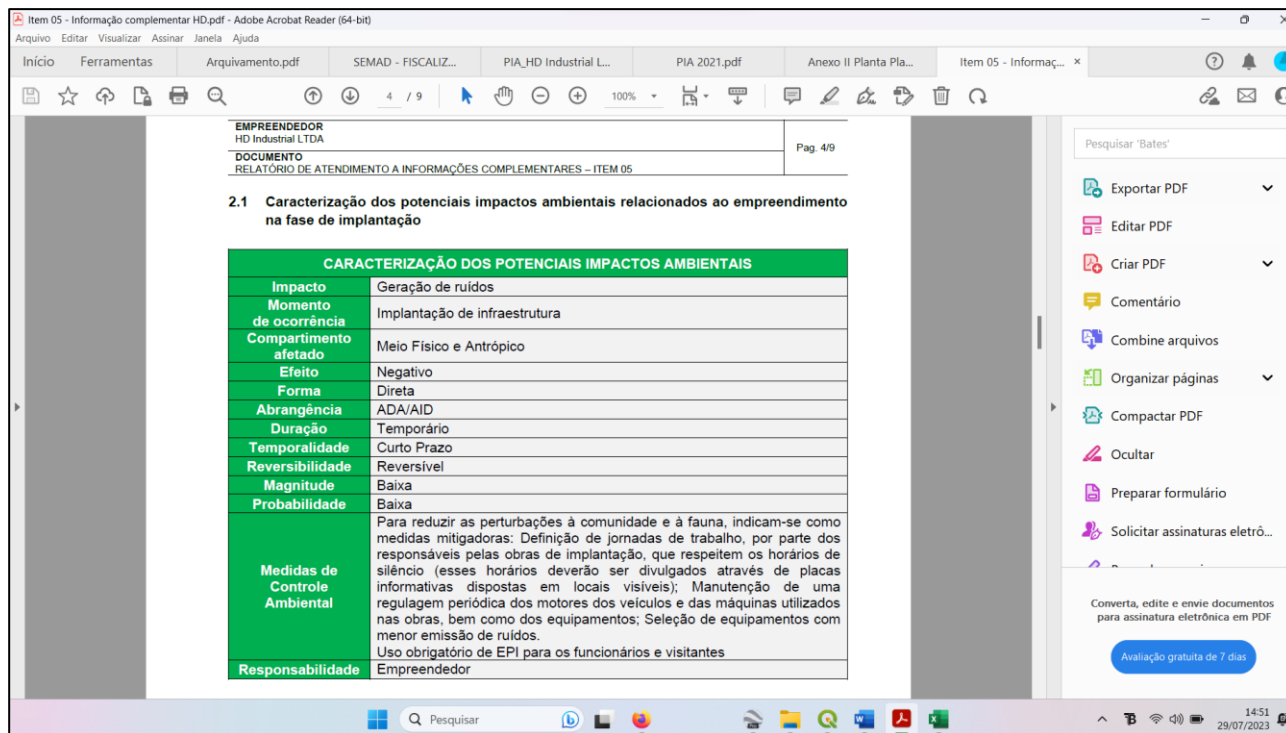 Item 05 - Informação complementar HD.pdf - Adobe Acrobat Reader (64-bit)
Arquivo Editar Visualizar Assinar Janela Ajuda
Início Ferramentas Arquivamento.pdf SEMAD - FISCALIZ... PIA_HD Industrial L... PIA 2021.pdf Anexo II Planta Pla... Item 05 - Informaç... ×
4 / 9 100%
EMPREENDEDOR
HD Industrial LTDA
Pag. 4/9
DOCUMENTO
RELATÓRIO DE ATENDIMENTO A INFORMAÇÕES COMPLEMENTARES – ITEM 05
2.1 Caracterização dos potenciais impactos ambientais relacionados ao empreendimento
na fase de implantação
CARACTERIZAÇÃO DOS POTENCIAIS IMPACTOS AMBIENTAIS
Impacto Geração de ruídos
Momento
de ocorrência
Implantação de infraestrutura
Compartimento
afetado
Meio Físico e Antrópico
Efeito Negativo
Forma Direta
Abrangência ADA/AID
Duração Temporário
Temporalidade Curto Prazo
Reversibilidade Reversível
Magnitude Baixa
Probabilidade Baixa
Medidas de
Controle
Ambiental
Para reduzir as perturbações à comunidade e à fauna, indicam-se como
medidas mitigadoras: Definição de jornadas de trabalho, por parte dos
responsáveis pelas obras de implantação, que respeitem os horários de
silêncio (esses horários deverão ser divulgados através de placas
informativas dispostas em locais visíveis); Manutenção de uma
regulagem periódica dos motores dos veículos e das máquinas utilizados
nas obras, bem como dos equipamentos; Seleção de equipamentos com
menor emissão de ruídos.
Uso obrigatório de EPI para os funcionários e visitantes
Responsabilidade Empreendedor
Pesquisar 'Bates'
Exportar PDF
Editar PDF
Criar PDF
Comentário
Combine arquivos
Organizar páginas
Compactar PDF
Ocultar
Preparar formulário
Solicitar assinaturas eletrô...
Converta, edite e envie documentos
para assinatura eletrônica em PDF
Avaliação gratuita de 7 dias
Pesquisar
14:51
29/07/2023